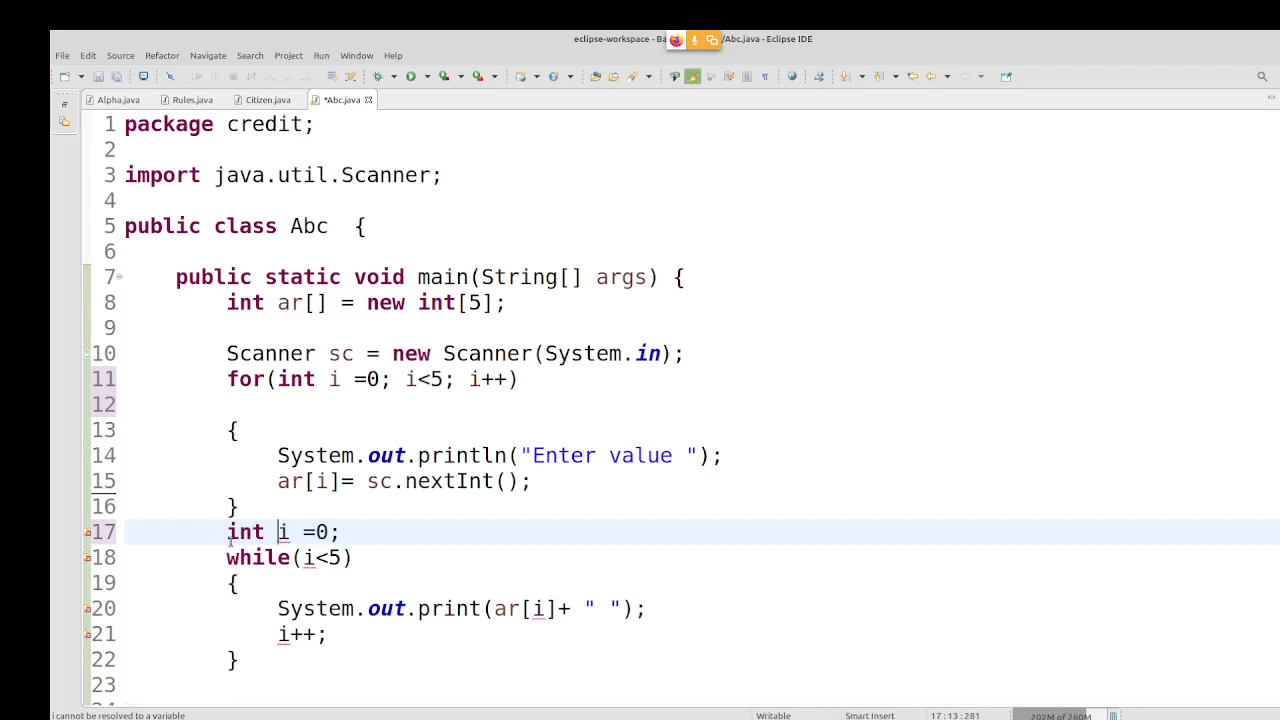 eclipse-workspace - Ba /Abc.java - Eclipse IDE
File Edit Source Refactor Navigate Search Project Run Window Help
Alpha.java Rules.java Citizen.java *Abc.java
1 package credit;
2
3 import java.util.Scanner;
4
5 public class Abc  {
6
7 public static void main(String[] args) {
8 int ar[] = new int[5];
9
10 Scanner sc = new Scanner(System.in);
11 for(int i =0; i<5; i++)
12
13 {
14 System.out.println("Enter value ");
15 ar[i]= sc.nextInt();
16 }
17 int i =0;
18 while(i<5)
19 {
20 System.out.print(ar[i]+ " ");
21 i++;
22 }
23
i cannot be resolved to a variable Writable Smart Insert 17:13:281 202M of 260M